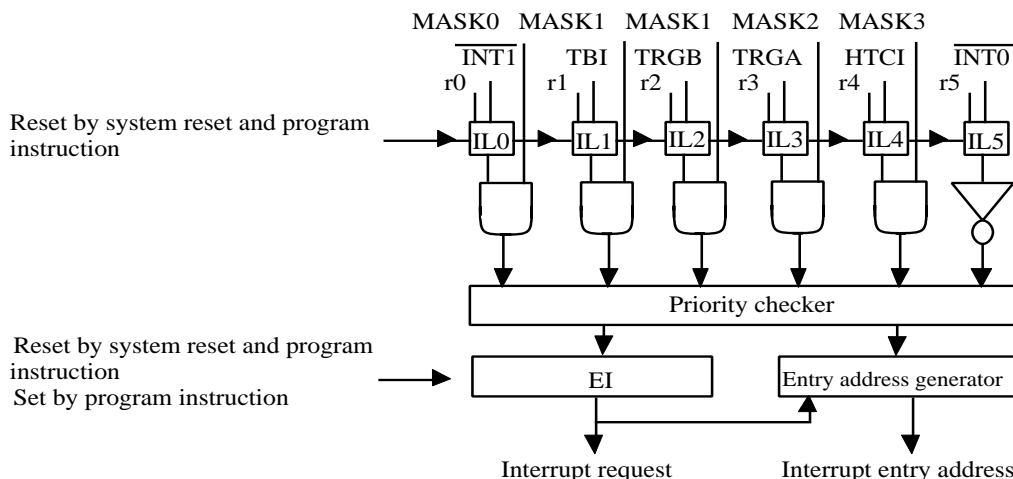 MASK0 MASK1 MASK1 MASK2 MASK3
INT1 TBI TRGB TRGA HTCI INT0
r0 r1 r2 r3 r4 r5
Reset by system reset and program
instruction
IL0 IL1 IL2 IL3 IL4 IL5
Priority checker
Reset by system reset and program
instruction
Set by program instruction
EI
Entry address generator
Interrupt request
Interrupt entry address